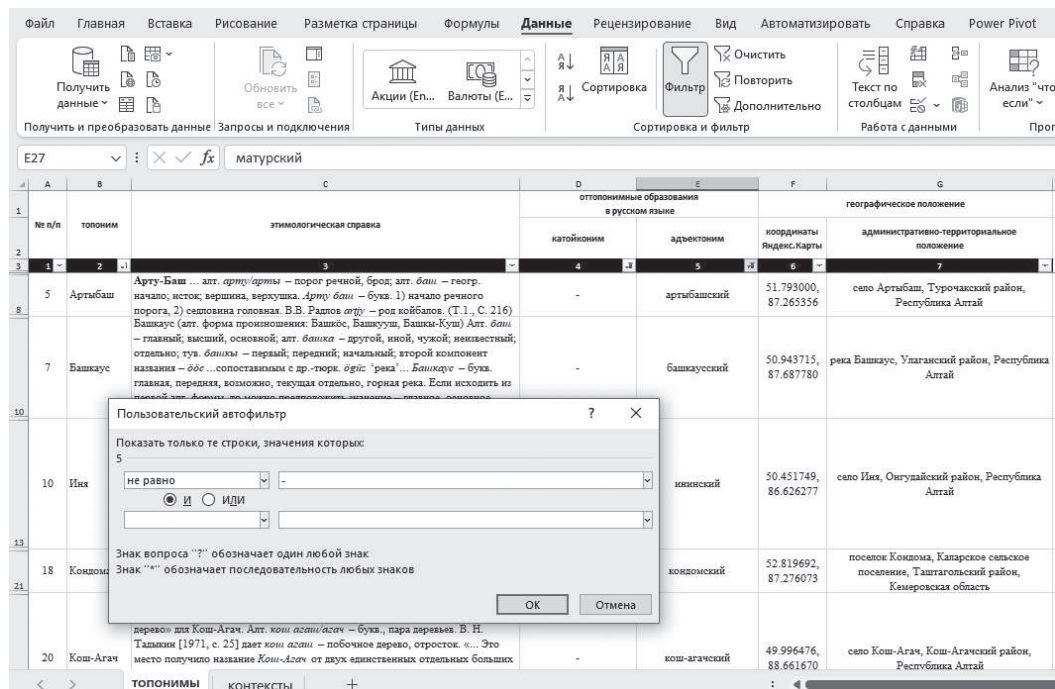 Файл Главная Вставка Рисование Разметка страницы Формулы Данные Рецензирование Вид Автоматизировать Справка Power Pivot
Получить данные
Обновить все
Акции (En... Валюты (Е...
Сортировка
Фильтр
Очистить
Повторить
Дополнительно
Текст по столбцам
Анализ "что если"
Получить и преобразовать данные Запросы и подключения Типы данных Сортировка и фильтр Работа с данными Прог
E27 fx матурский
A B C D E F G
1 2 3 8 10 13 21
№ п/п топоним этимологическая справка
оттопонимные образования
в русском языке
катойконим адъектоним
географическое положение
координаты
Яндекс.Карты
административно-территориальное
положение
1 2 3 4 5 6 7
5 Артыбаш
Арту-Баш ... алт. арту/арты – порог речной, брод; алт. баш – геогр.
начало; исток; вершина, верхушка. Арту баш – букв. 1) начало речного
порога, 2) седловина головная. В.В. Радлов artjy – род койбалов. (Т.1., С. 216)
- артыбашский
51.793000,
87.265356
село Артыбаш, Турочакский район,
Республика Алтай
7 Башкаус
Башкаус (алт. форма произношения: Башкӧс, Башкууш, Башкы-Куш) Алт. баш
– главный; высший, основной; алт. башка – другой, иной, чужой; неизвестный;
отдельно; тув. башкы – первый; передний; начальный; второй компонент
названия – ööс ...сопоставимым с др.-тюрк. ögüz ‘река’... Башкаус – букв.
главная, передняя, возможно, текущая отдельно, горная река. Если исходить из
- башкаусский
50.943715,
87.687780
река Башкаус, Улаганский район, Республика
Алтай
10 Иня
ининский
50.451749,
86.626277
село Иня, Онгудайский район, Республика
Алтай
18 Кондома
кондомский
52.819692,
87.276073
поселок Кондома, Каларское сельское
поселение, Таштагольский район,
Кемеровская область
20 Кош-Агач
дерево» для Кош-Агач. Алт. кош агаш/агач – букв., пара деревьев. В. Н.
Тадыкин [1971, с. 25] дает кош агаш – побочное дерево, отросток. «... Это
место получило название Кош-Агач от двух единственных отдельных больших
- кош-агачский
49.996476,
88.661670
село Кош-Агач, Кош-Агачский район,
Республика Алтай
Пользовательский автофильтр ? ×
Показать только те строки, значения которых:
5
не равно -
И ИЛИ
Знак вопроса "?" обозначает один любой знак
Знак "*" обозначает последовательность любых знаков
ОК Отмена
топонимы контексты +